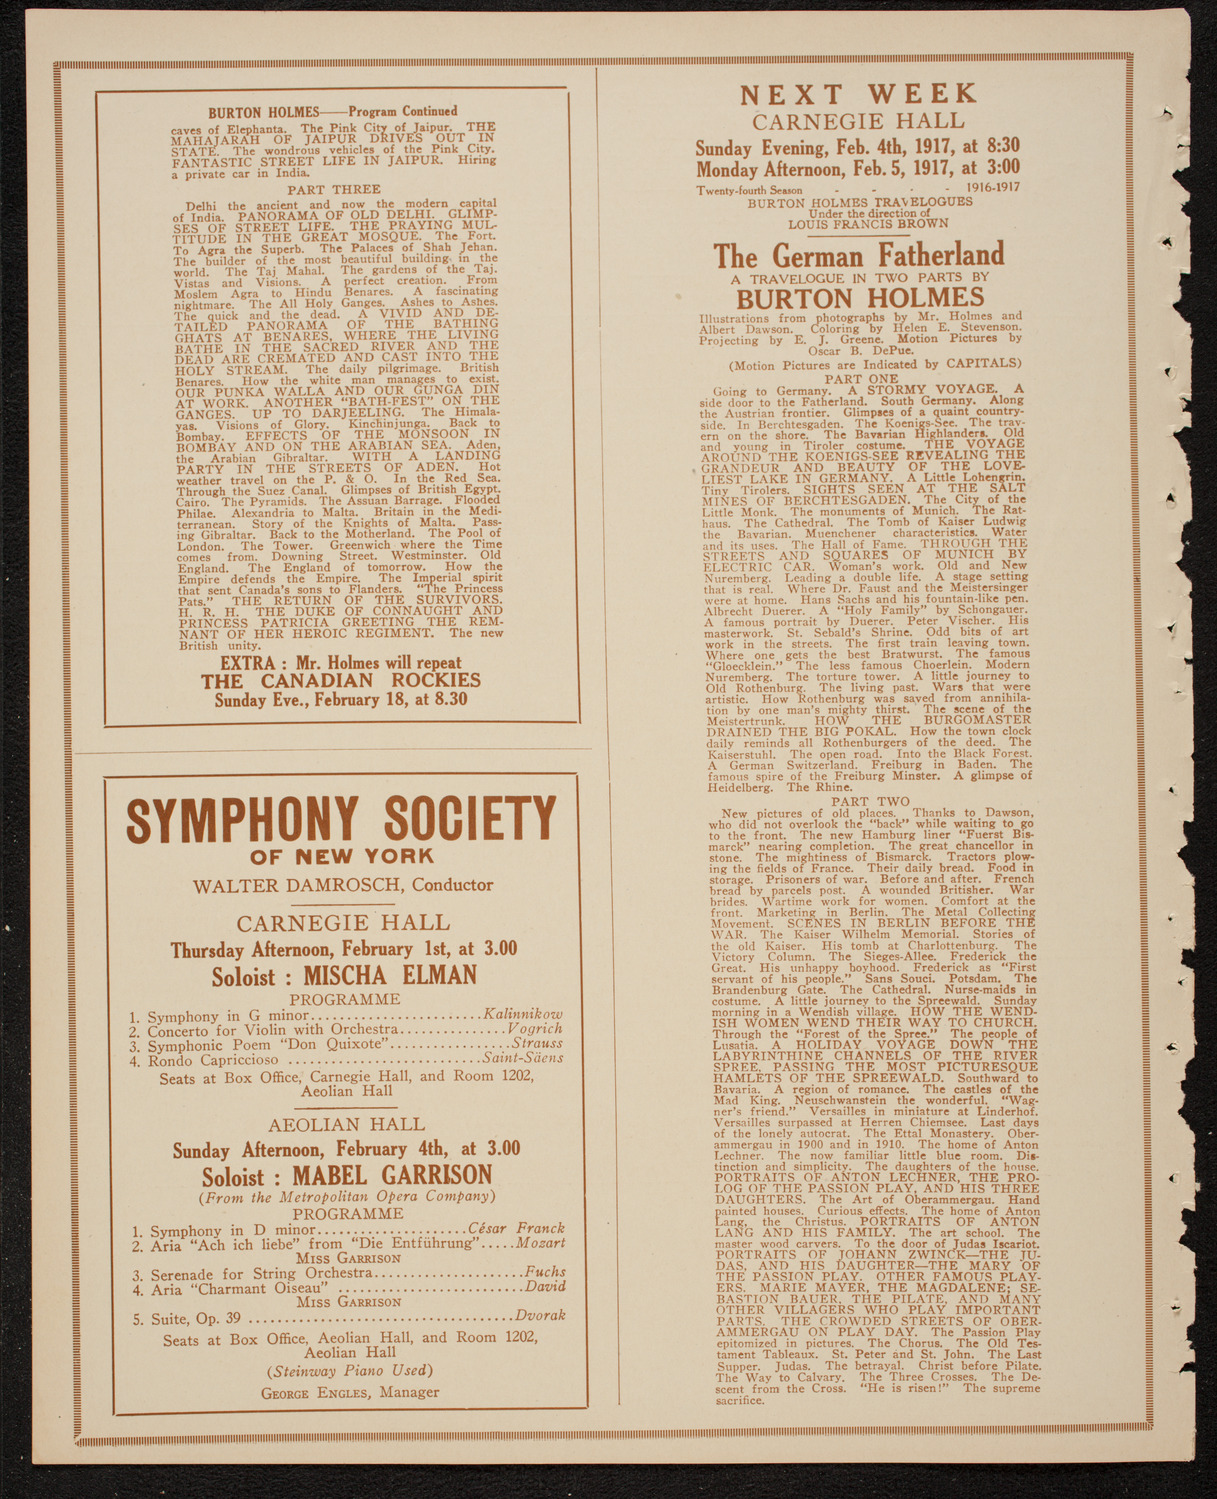 BURTON HOLMES——Program Continued
caves of Elephanta. The Pink City of Jaipur. THE
MAHAJARAH OF JAIPUR DRIVES OUT IN
STATE. The wondrous vehicles of the Pink City.
FANTASTIC STREET LIFE IN JAIPUR. Hiring
a private car in India.
PART THREE
Delhi the ancient and now the modern capital
of India. PANORAMA OF OLD DELHI. GLIMP-
SES OF STREET LIFE. THE PRAYING MUL-
TITUDE IN THE GREAT MOSQUE. The Fort.
To Agra the Superb. The Palaces of Shah Jehan.
The builder of the most beautiful building in the
world. The Taj Mahal. The gardens of the Taj.
Vistas and Visions. A perfect creation. From
Moslem Agra to Hindu Benares. A fascinating
nightmare. The All Holy Ganges. Ashes to Ashes.
The quick and the dead. A VIVID AND DE-
TAILED PANORAMA OF THE BATHING
GHATS AT BENARES, WHERE THE LIVING
BATHE IN THE SACRED RIVER AND THE
DEAD ARE CREMATED AND CAST INTO THE
HOLY STREAM. The daily pilgrimage. British
Benares. How the white man manages to exist.
OUR PUNKA WALLA AND OUR GUNGA DIN
AT WORK. ANOTHER "BATH-FEST" ON THE
GANGES. UP TO DARJEELING. The Himala-
yas. Visions of Glory. Kinchinjunga. Back to
Bombay. EFFECTS OF THE MONSOON IN
BOMBAY AND ON THE ARABIAN SEA. Aden,
the Arabian Gibraltar. WITH A LANDING
PARTY IN THE STREETS OF ADEN. Hot
weather travel on the P. & O. In the Red Sea.
Through the Suez Canal. Glimpses of British Egypt.
Cairo. The Pyramids. The Assuan Barrage. Flooded
Philae. Alexandria to Malta. Britain in the Medi-
terranean. Story of the Knights of Malta. Pass-
ing Gibraltar. Back to the Motherland. The Pool of
London. The Tower. Greenwich where the Time
comes from. Downing Street. Westminster. Old
England. The England of tomorrow. How the
Empire defends the Empire. The Imperial spirit
that sent Canada's sons to Flanders. "The Princess
Pats." THE RETURN OF THE SURVIVORS.
H. R. H. THE DUKE OF CONNAUGHT AND
PRINCESS PATRICIA GREETING THE REM-
NANT OF HER HEROIC REGIMENT. The new
British unity.
EXTRA : Mr. Holmes will repeat
THE CANADIAN ROCKIES
Sunday Eve., February 18, at 8.30
SYMPHONY SOCIETY
OF NEW YORK
WALTER DAMROSCH, Conductor
CARNEGIE HALL
Thursday Afternoon, February 1st, at 3.00
Soloist : MISCHA ELMAN
PROGRAMME
1. Symphony in G minor........................Kalinnikow
2. Concerto for Violin with Orchestra...............Vogrich
3. Symphonic Poem "Don Quixote".................Strauss
4. Rondo Capriccioso ...........................Saint-Säens
Seats at Box Office, Carnegie Hall, and Room 1202,
Aeolian Hall
AEOLIAN HALL
Sunday Afternoon, February 4th, at 3.00
Soloist : MABEL GARRISON
(From the Metropolitan Opera Company)
PROGRAMME
1. Symphony in D minor.....................César Franck
2. Aria "Ach ich liebe" from "Die Entführung".....Mozart
MISS GARRISON
3. Serenade for String Orchestra.....................Fuchs
4. Aria "Charmant Oiseau" ..........................David
MISS GARRISON
5. Suite, Op. 39 .....................................Dvorak
Seats at Box Office, Aeolian Hall, and Room 1202,
Aeolian Hall
(Steinway Piano Used)
GEORGE ENGLES, Manager
NEXT WEEK
CARNEGIE HALL
Sunday Evening, Feb. 4th, 1917, at 8:30
Monday Afternoon, Feb. 5, 1917, at 3:00
Twenty-fourth Season - - - - 1916-1917
BURTON HOLMES TRAVELOGUES
Under the direction of
LOUIS FRANCIS BROWN
The German Fatherland
A TRAVELOGUE IN TWO PARTS BY
BURTON HOLMES
Illustrations from photographs by Mr. Holmes and
Albert Dawson. Coloring by Helen E. Stevenson.
Projecting by E. J. Greene. Motion Pictures by
Oscar B. DePue.
(Motion Pictures are Indicated by CAPITALS)
PART ONE
Going to Germany. A STORMY VOYAGE. A
side door to the Fatherland. South Germany. Along
the Austrian frontier. Glimpses of a quaint country-
side. In Berchtesgaden. The Koenigs-See. The trav-
ern on the shore. The Bavarian Highlanders. Old
and young in Tiroler costume. THE VOYAGE
AROUND THE KOENIGS-SEE REVEALING THE
GRANDEUR AND BEAUTY OF THE LOVE-
LIEST LAKE IN GERMANY. A Little Lohengrin.
Tiny Tirolers. SIGHTS SEEN AT THE SALT
MINES OF BERCHTESGADEN. The City of the
Little Monk. The monuments of Munich. The Rat-
haus. The Cathedral. The Tomb of Kaiser Ludwig
the Bavarian. Muenchener characteristics. Water
and its uses. The Hall of Fame. THROUGH THE
STREETS AND SQUARES OF MUNICH BY
ELECTRIC CAR. Woman's work. Old and New
Nuremberg. Leading a double life. A stage setting
that is real. Where Dr. Faust and the Meistersinger
were at home. Hans Sachs and his fountain-like pen.
Albrecht Duerer. A "Holy Family" by Schongauer.
A famous portrait by Duerer. Peter Vischer. His
masterwork. St. Sebald's Shrine. Odd bits of art
work in the streets. The first train leaving town.
Where one gets the best Bratwurst. The famous
"Gloecklein." The less famous Choerlein. Modern
Nuremberg. The torture tower. A little journey to
Old Rothenburg. The living past. Wars that were
artistic. How Rothenburg was saved from annihila-
tion by one man's mighty thirst. The scene of the
Meistertrunk. HOW THE BURGOMASTER
DRAINED THE BIG POKAL. How the town clock
daily reminds all Rothenburgers of the deed. The
Kaiserstuhl. The open road. Into the Black Forest.
A German Switzerland. Freiburg in Baden. The
famous spire of the Freiburg Minster. A glimpse of
Heidelberg. The Rhine.
PART TWO
New pictures of old places. Thanks to Dawson,
who did not overlook the "back" while waiting to go
to the front. The new Hamburg liner "Fuerst Bis-
marck" nearing completion. The great chancellor in
stone. The mightiness of Bismarck. Tractors plow-
ing the fields of France. Their daily bread. Food in
storage. Prisoners of war. Before and after. French
bread by parcels post. A wounded Britisher. War
brides. Wartime work for women. Comfort at the
front. Marketing in Berlin. The Metal Collecting
Movement. SCENES IN BERLIN BEFORE THE
WAR. The Kaiser Wilhelm Memorial. Stories of
the old Kaiser. His tomb at Charlottenburg. The
Victory Column. The Sieges-Allee. Frederick the
Great. His unhappy boyhood. Frederick as "First
servant of his people." Sans Souci. Potsdam. The
Brandenburg Gate. The Cathedral. Nurse-maids in
costume. A little journey to the Spreewald. Sunday
morning in a Wendish village. HOW THE WEND-
ISH WOMEN WEND THEIR WAY TO CHURCH.
Through the "Forest of the Spree." The people of
Lusatia. A HOLIDAY VOYAGE DOWN THE
LABYRINTHINE CHANNELS OF THE RIVER
SPREE, PASSING THE MOST PICTURESQUE
HAMLETS OF THE SPREEWALD. Southward to
Bavaria. A region of romance. The castles of the
Mad King. Neuschwanstein the wonderful. "Wag-
ner's friend." Versailles in miniature at Linderhof.
Versailles surpassed at Herren Chiemsee. Last days
of the lonely autocrat. The Ettal Monastery. Ober-
ammergau in 1900 and in 1910. The home of Anton
Lechner. The now familiar little blue room. Dis-
tinction and simplicity. The daughters of the house.
PORTRAITS OF ANTON LECHNER, THE PRO-
LOG OF THE PASSION PLAY, AND HIS THREE
DAUGHTERS. The Art of Oberammergau. Hand
painted houses. Curious effects. The home of Anton
Lang, the Christus. PORTRAITS OF ANTON
LANG AND HIS FAMILY. The art school. The
master wood carvers. To the door of Judas Iscariot.
PORTRAITS OF JOHANN ZWINCK—THE JU-
DAS, AND HIS DAUGHTER—THE MARY OF
THE PASSION PLAY. OTHER FAMOUS PLAY-
ERS. MARIE MAYER, THE MAGDALENE; SE-
BASTION BAUER, THE PILATE, AND MANY
OTHER VILLAGERS WHO PLAY IMPORTANT
PARTS. THE CROWDED STREETS OF OBER-
AMMERGAU ON PLAY DAY. The Passion Play
epitomized in pictures. The Chorus. The Old Tes-
tament Tableaux. St. Peter and St. John. The Last
Supper. Judas. The betrayal. Christ before Pilate.
The Way to Calvary. The Three Crosses. The De-
scent from the Cross. "He is risen!" The supreme
sacrifice.